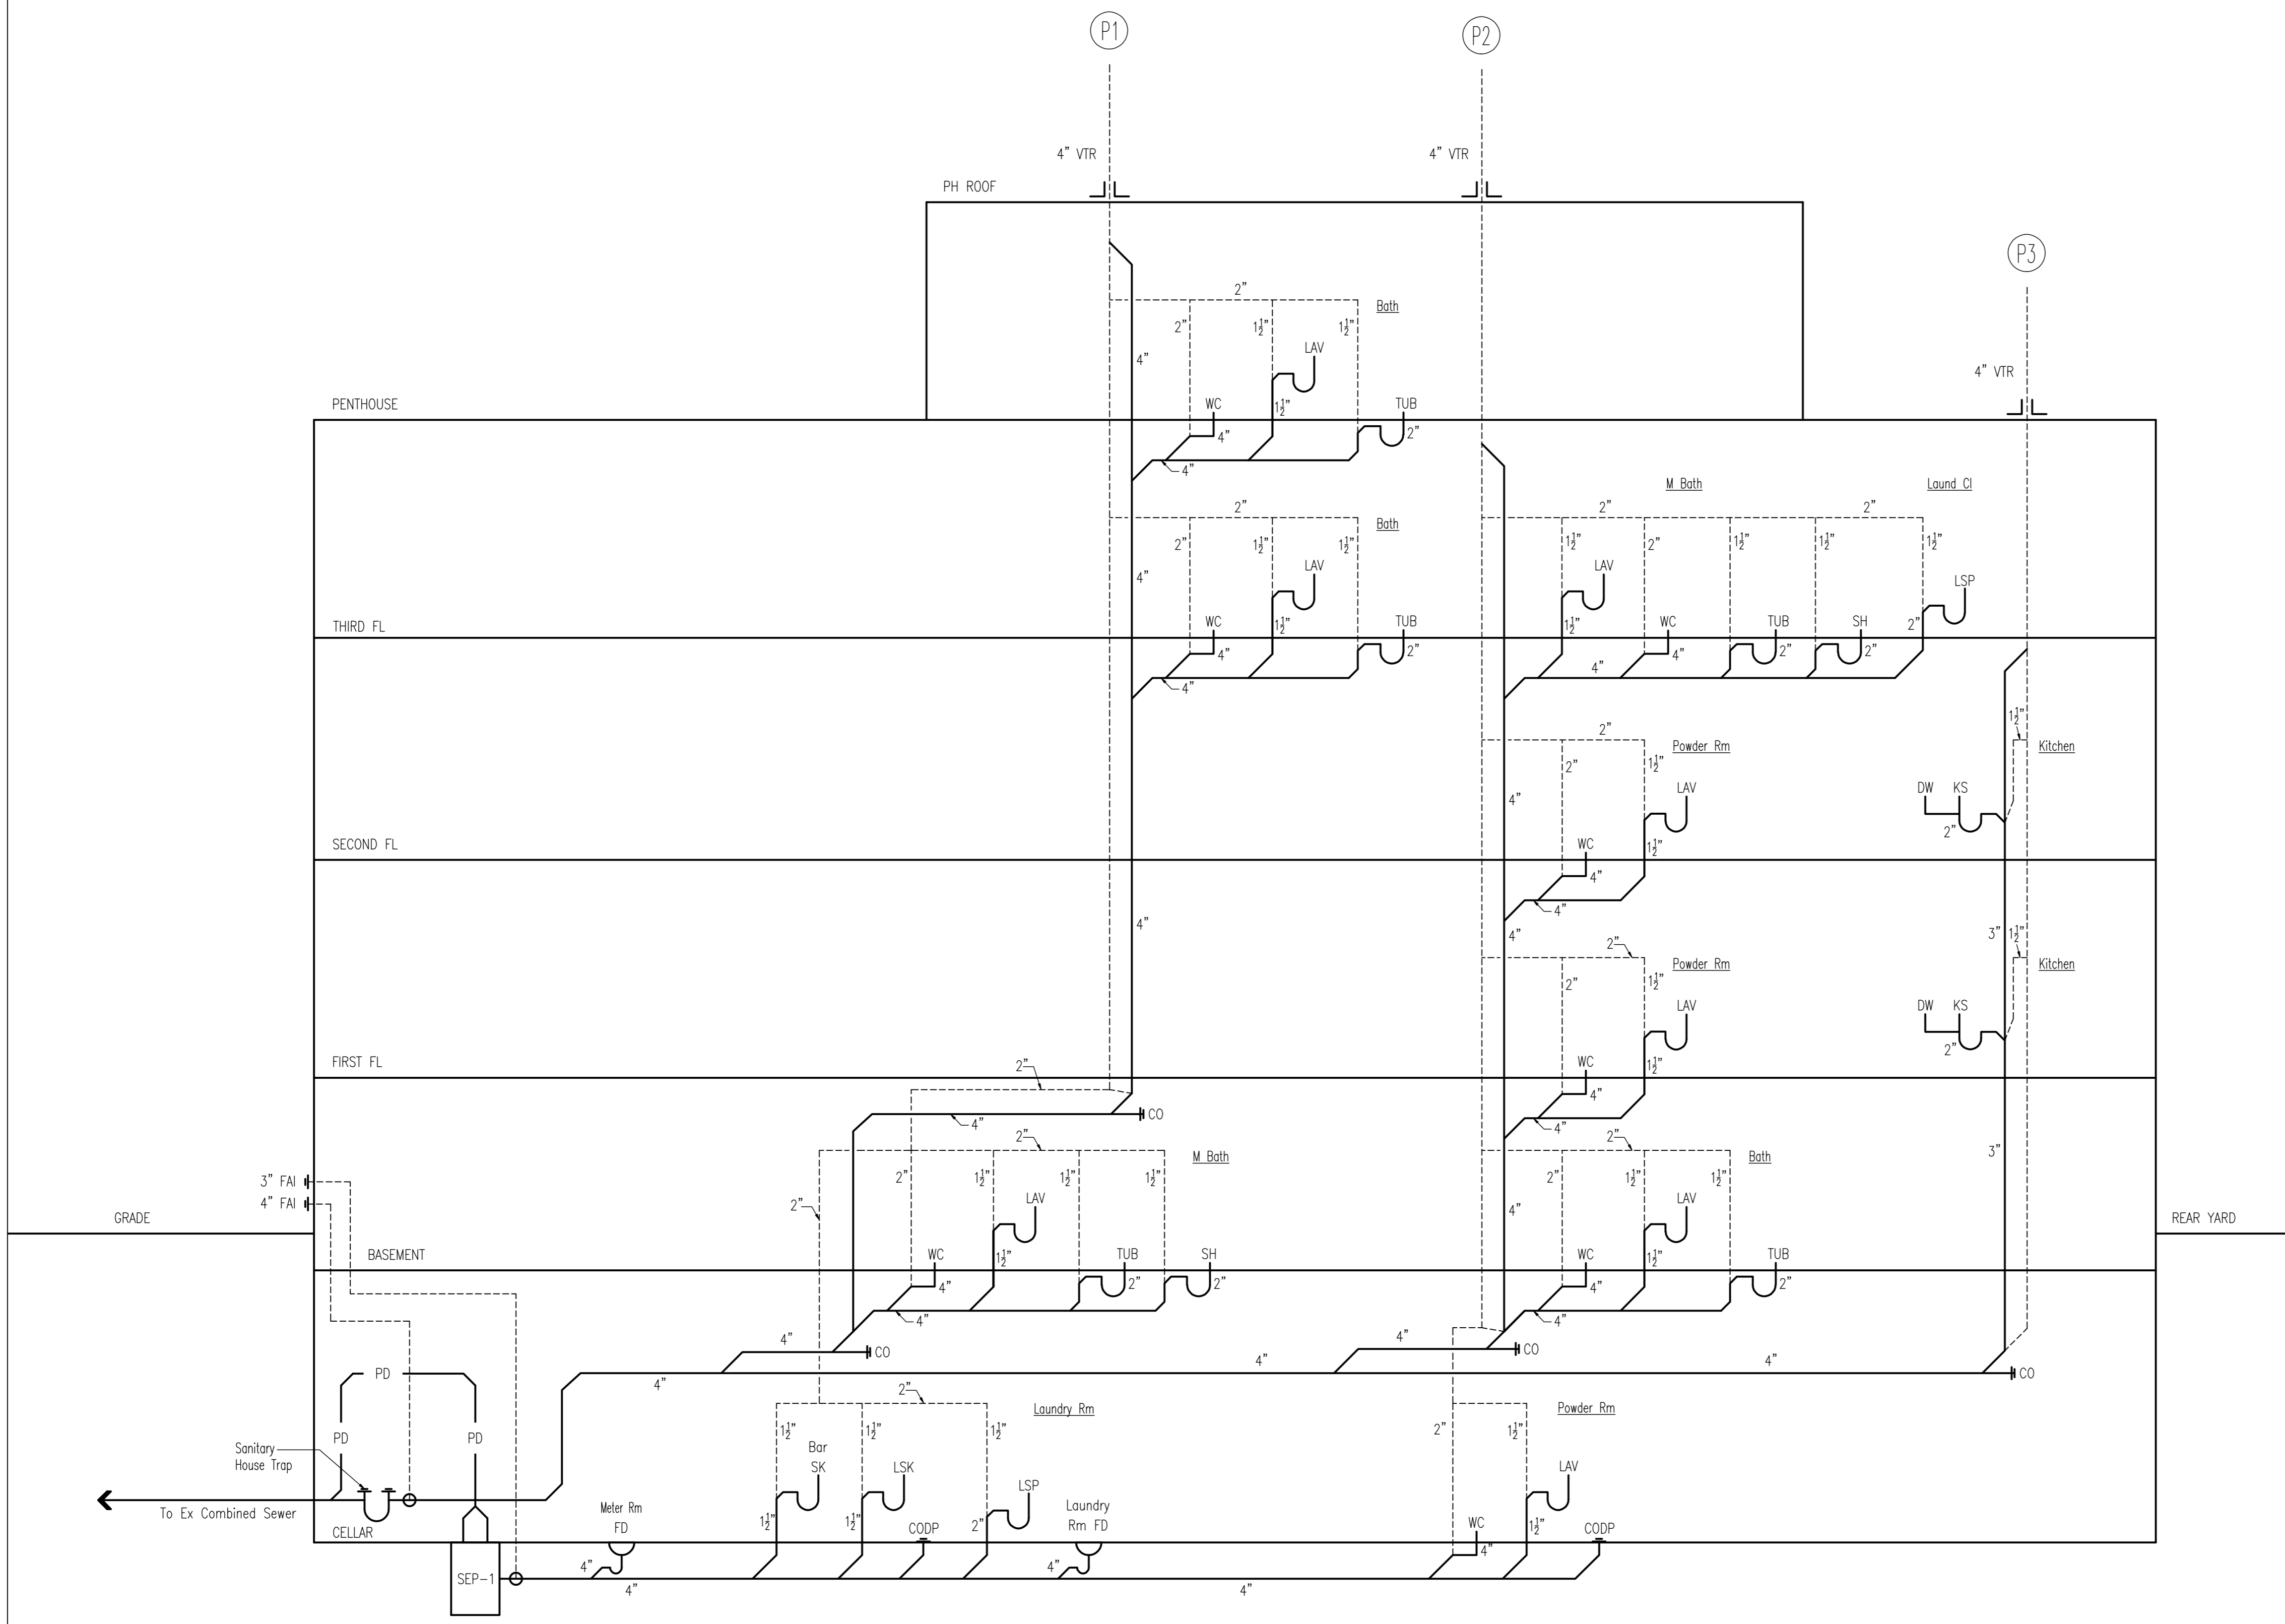 P1
P2
4" VTR
4" VTR
PH ROOF
P3
2"
Bath
2"
1½"
1½"
LAV
4"
4" VTR
PENTHOUSE
WC
1½"
TUB
4"
2"
4"
M Bath
Laund Cl
2"
Bath
2"
2"
2"
1½"
1½"
1½"
2"
1½"
1½"
1½"
LAV
LAV
4"
LSP
THIRD FL
WC
1½"
TUB
1½"
WC
TUB
SH
2"
4"
2"
4"
2"
2"
4"
4"
1½"
2"
Powder Rm
Kitchen
2"
1½"
LAV
DW
KS
4"
2"
SECOND FL
WC
1½"
4"
4"
4"
4"
3"
1½"
2"
Powder Rm
Kitchen
2"
1½"
LAV
DW
KS
2"
FIRST FL
WC
1½"
2"
4"
CO
4"
4"
2"
M Bath
2"
Bath
3"
2"
1½"
1½"
1½"
2"
1½"
1½"
3" FAI
4" FAI
LAV
LAV
2"
4"
GRADE
REAR YARD
BASEMENT
WC
1½"
TUB
SH
WC
1½"
TUB
4"
2"
2"
4"
2"
4"
4"
4"
CO
4"
CO
4"
4"
4"
CO
PD
2"
Laundry Rm
Powder Rm
1½"
1½"
1½"
2"
1½"
PD
PD
Sanitary
House Trap
Bar
SK
LSK
LSP
LAV
To Ex Combined Sewer
Meter Rm
FD
Laundry
Rm FD
1½"
1½"
2"
CODP
WC
1½"
CODP
CELLAR
4"
4"
4"
SEP-1
4"
4"